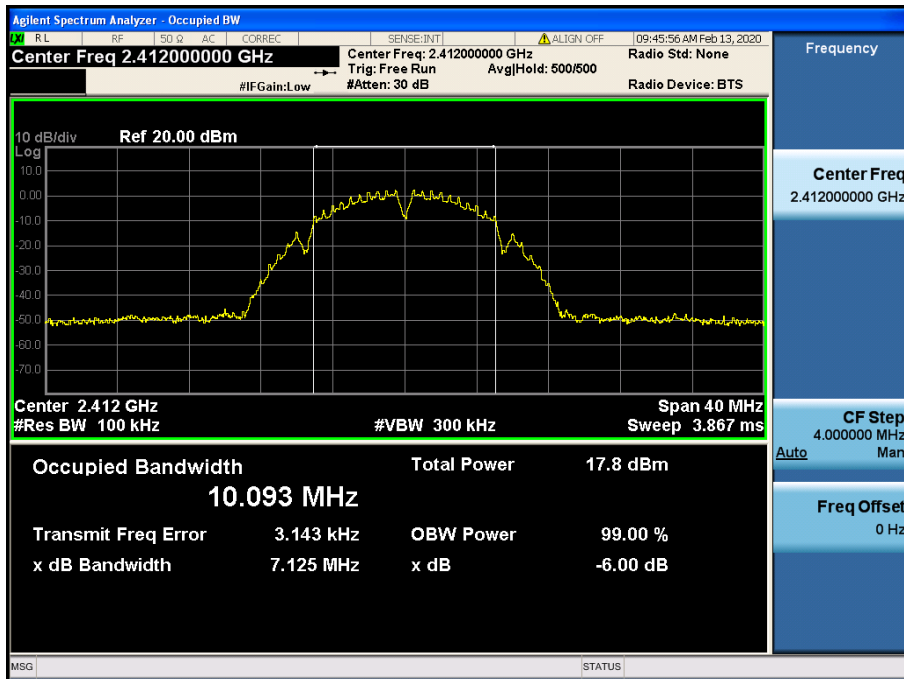 Agilent Spectrum Analyzer - Occupied BW
LXI RL RF 50 Ω AC CORREC SENSE:INT ALIGN OFF 09:45:56 AM Feb 13, 2020
Center Freq 2.412000000 GHz
#IFGain:Low
Center Freq: 2.412000000 GHz
Trig: Free Run Avg|Hold: 500/500
#Atten: 30 dB
Radio Std: None
Radio Device: BTS
10 dB/div Ref 20.00 dBm
Log
10.0
0.00
-10.0
-20.0
-30.0
-40.0
-50.0
-60.0
-70.0
Center 2.412 GHz Span 40 MHz
#Res BW 100 kHz #VBW 300 kHz Sweep 3.867 ms
Occupied Bandwidth Total Power 17.8 dBm
10.093 MHz
Transmit Freq Error 3.143 kHz OBW Power 99.00 %
x dB Bandwidth 7.125 MHz x dB -6.00 dB
MSG STATUS
Frequency
Center Freq
2.412000000 GHz
CF Step
4.000000 MHz
Auto Man
Freq Offset
0 Hz